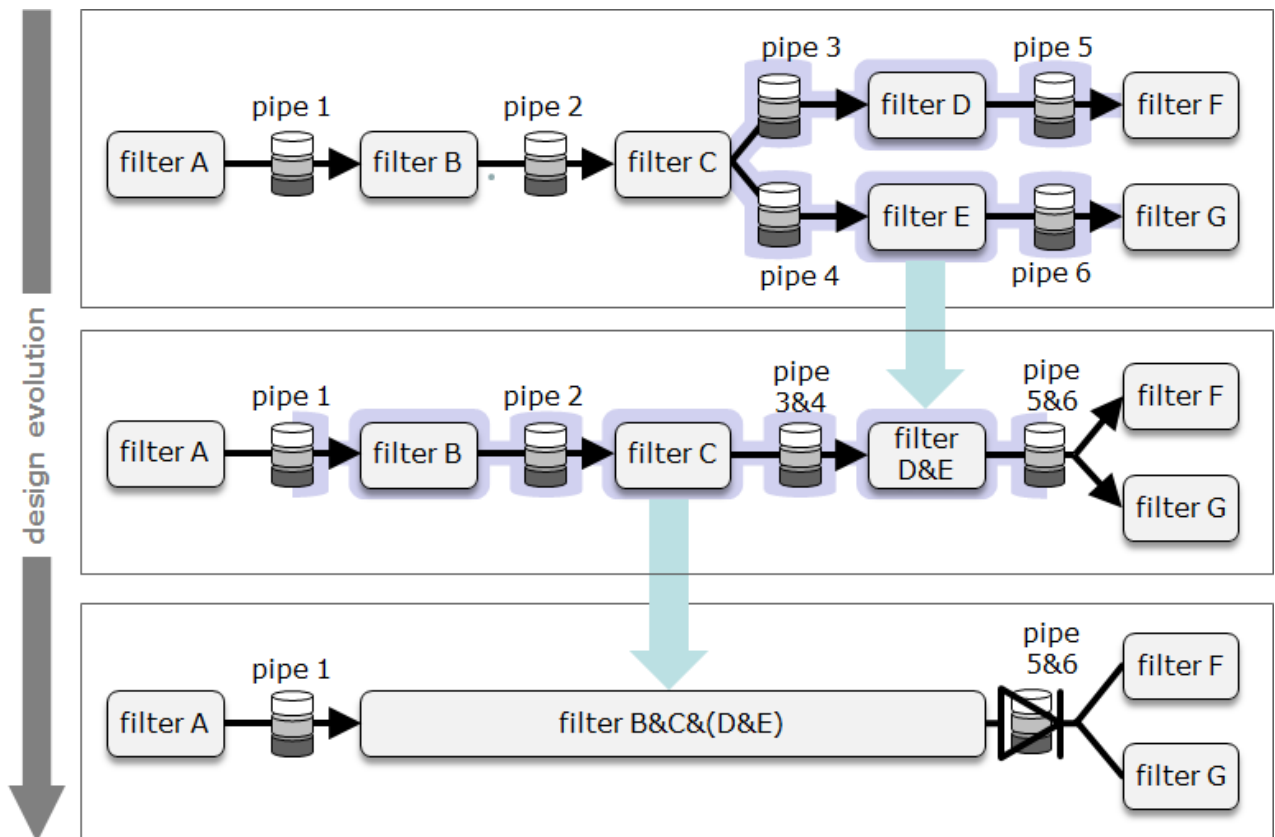 pipe 3
pipe 5
filter D
filter F
pipe 1
pipe 2
filter A
filter B
filter C
filter E
filter G
pipe 4
pipe 6
design evolution
pipe
3&4
pipe
5&6
pipe 1
pipe 2
filter F
filter A
filter B
filter C
filter
D&E
filter G
pipe
5&6
pipe 1
filter F
filter A
filter B&C&(D&E)
filter G